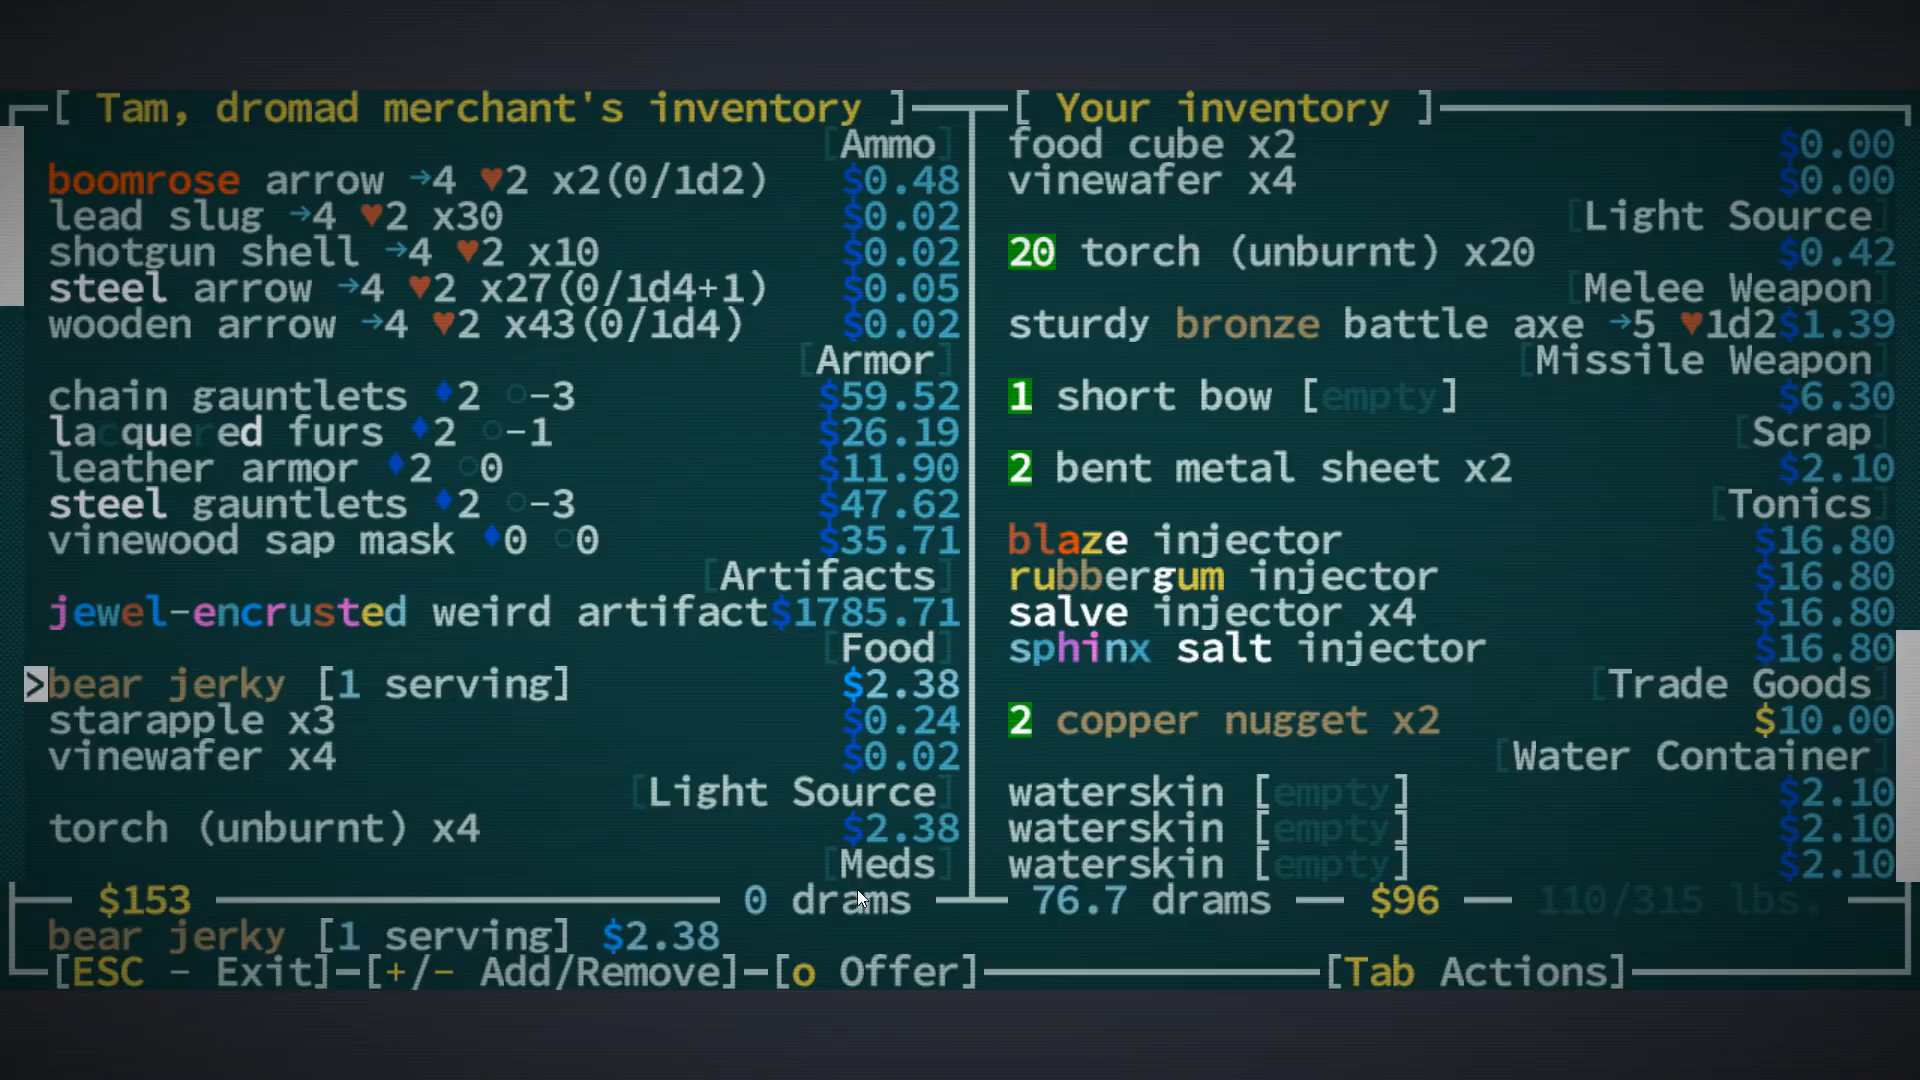 [ Tam, dromad merchant's inventory ]
[Ammo]
boomrose arrow →4 ♥2 x2(0/1d2) $0.48
lead slug →4 ♥2 x30 $0.02
shotgun shell →4 ♥2 x10 $0.02
steel arrow →4 ♥2 x27(0/1d4+1) $0.05
wooden arrow →4 ♥2 x43(0/1d4) $0.02
[Armor]
chain gauntlets ♦2 ○-3 $59.52
lacquered furs ♦2 ○-1 $26.19
leather armor ♦2 ○0 $11.90
steel gauntlets ♦2 ○-3 $47.62
vinewood sap mask ♦0 ○0 $35.71
[Artifacts]
jewel-encrusted weird artifact$1785.71
[Food]
>bear jerky [1 serving] $2.38
starapple x3 $0.24
vinewafer x4 $0.02
[Light Source]
torch (unburnt) x4 $2.38
[Meds]
$153 0 drams
[ Your inventory ]
food cube x2 $0.00
vinewafer x4 $0.00
[Light Source]
20 torch (unburnt) x20 $0.42
[Melee Weapon]
sturdy bronze battle axe →5 ♥1d2$1.39
[Missile Weapon]
1 short bow [empty] $6.30
[Scrap]
2 bent metal sheet x2 $2.10
[Tonics]
blaze injector $16.80
rubbergum injector $16.80
salve injector x4 $16.80
sphinx salt injector $16.80
[Trade Goods]
2 copper nugget x2 $10.00
[Water Container]
waterskin [empty] $2.10
waterskin [empty] $2.10
waterskin [empty] $2.10
76.7 drams $96 110/315 lbs.
bear jerky [1 serving] $2.38
[ESC - Exit]-[+/- Add/Remove]-[o Offer] [Tab Actions]